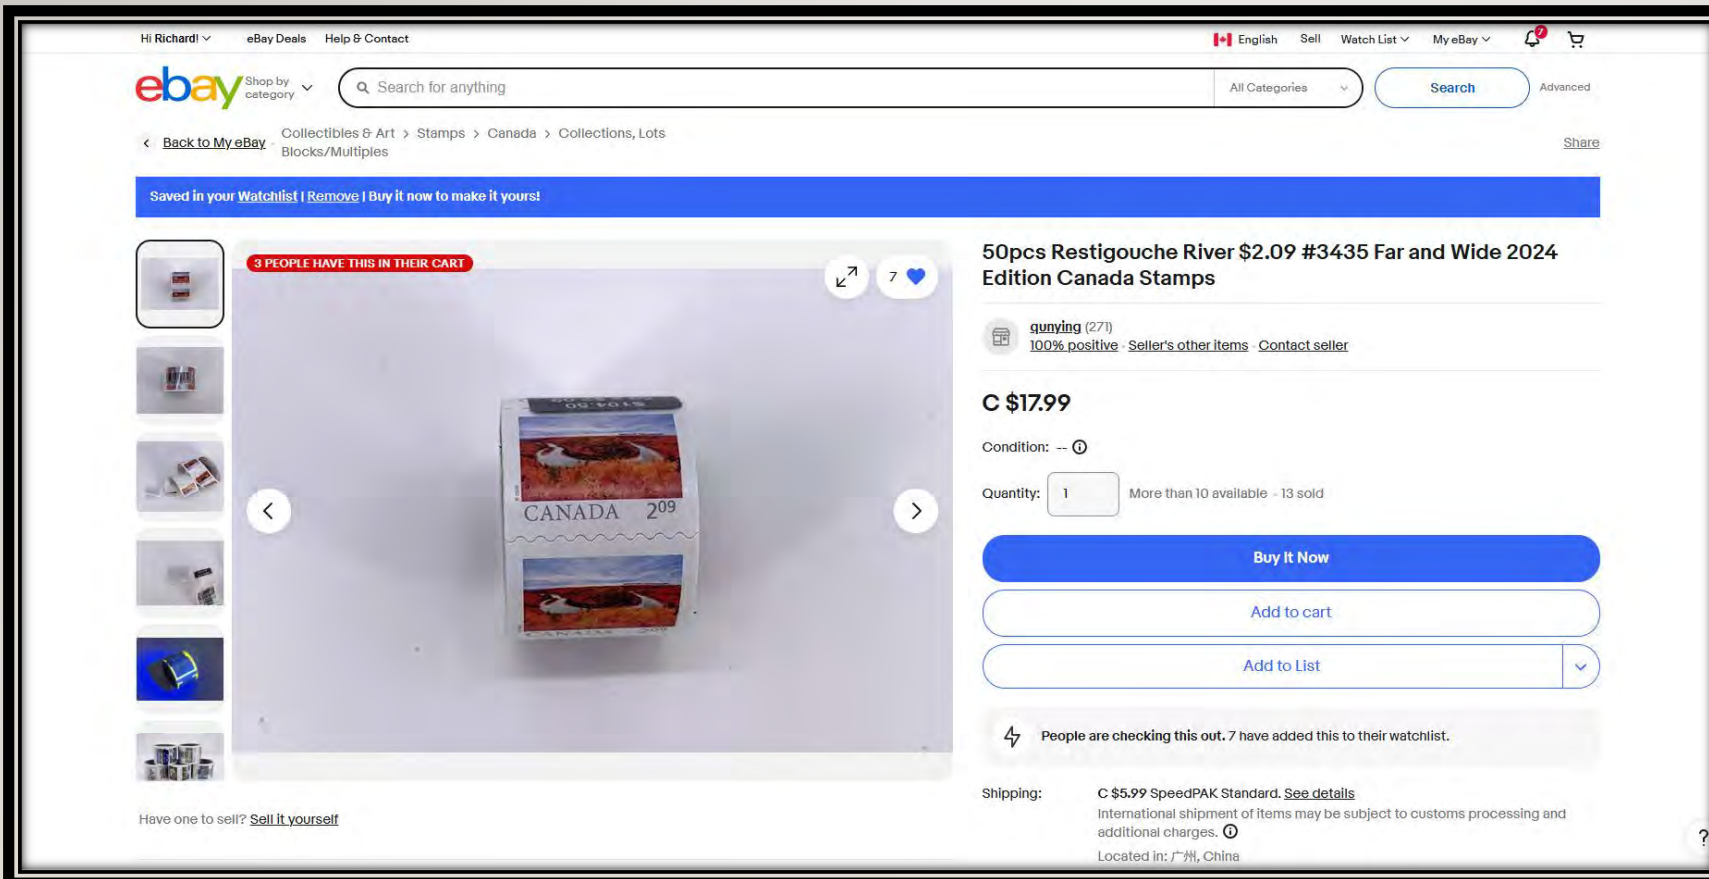 Hi Richard!
eBay Deals
Help & Contact
English
Sell
Watch List
My eBay
7
ebay
Shop by
category
Search for anything
All Categories
Search
Advanced
Back to My eBay
Collectibles & Art > Stamps > Canada > Collections, Lots
Blocks/Multiples
Share
Saved in your Watchlist | Remove | Buy it now to make it yours!
3 PEOPLE HAVE THIS IN THEIR CART
7
CANADA 209
CANADA 209
50pcs Restigouche River $2.09 #3435 Far and Wide 2024
Edition Canada Stamps
qunying (271)
100% positive · Seller's other items · Contact seller
C $17.99
Condition: --
Quantity: 1 More than 10 available · 13 sold
Buy It Now
Add to cart
Add to List
People are checking this out. 7 have added this to their watchlist.
Shipping: C $5.99 SpeedPAK Standard. See details
International shipment of items may be subject to customs processing and
additional charges.
Located in: 广州, China
Have one to sell? Sell it yourself
?